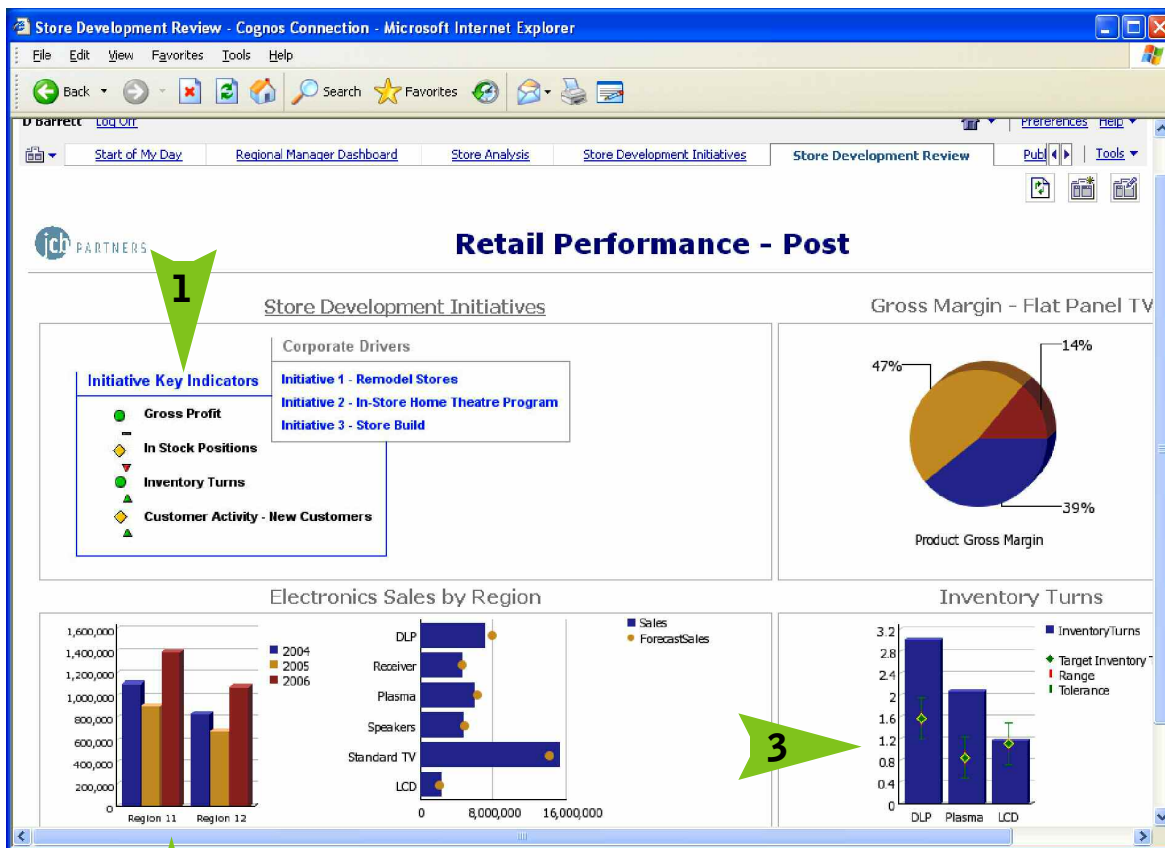 Store Development Review - Cognos Connection - Microsoft Internet Explorer
File Edit View Favorites Tools Help
Back Search Favorites
D Barrett Log Off Preferences Help
Start of My Day Regional Manager Dashboard Store Analysis Store Development Initiatives Store Development Review Publ Tools
jcb PARTNERS
Retail Performance - Post
1
Store Development Initiatives
Corporate Drivers
Initiative 1 - Remodel Stores
Initiative 2 - In-Store Home Theatre Program
Initiative 3 - Store Build
Initiative Key Indicators
Gross Profit
In Stock Positions
Inventory Turns
Customer Activity - New Customers
Gross Margin - Flat Panel TV
47%
14%
39%
Product Gross Margin
Electronics Sales by Region
1,600,000
1,400,000
1,200,000
1,000,000
800,000
600,000
400,000
200,000
0
Region 11 Region 12
2004
2005
2006
DLP
Receiver
Plasma
Speakers
Standard TV
LCD
0 8,000,000 16,000,000
Sales
ForecastSales
3
Inventory Turns
3.2
2.8
2.4
2
1.6
1.2
0.8
0.4
0
DLP Plasma LCD
InventoryTurns
Target Inventory T
Range
Tolerance